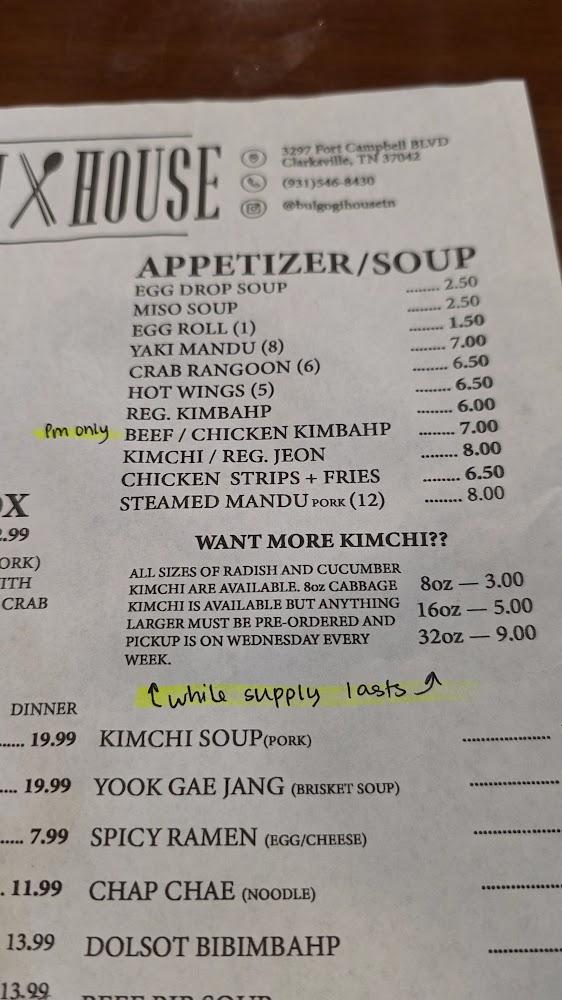 HOUSE
3297 Fort Campbell BLVD
Clarksville, TN 37042
(931)546-8430
@bulgogihousetn
APPETIZER/SOUP
EGG DROP SOUP ........ 2.50
MISO SOUP ........ 2.50
EGG ROLL (1) ........ 1.50
YAKI MANDU (8) ........ 7.00
CRAB RANGOON (6) ........ 6.50
HOT WINGS (5) ........ 6.50
REG. KIMBAHP ........ 6.00
Pm only BEEF / CHICKEN KIMBAHP ........ 7.00
KIMCHI / REG. JEON ........ 8.00
CHICKEN STRIPS + FRIES ........ 6.50
STEAMED MANDU PORK (12) ........ 8.00
OX
.99
ORK)
ITH
CRAB
WANT MORE KIMCHI??
ALL SIZES OF RADISH AND CUCUMBER
KIMCHI ARE AVAILABLE. 8oz CABBAGE
KIMCHI IS AVAILABLE BUT ANYTHING
LARGER MUST BE PRE-ORDERED AND
PICKUP IS ON WEDNESDAY EVERY
WEEK.
8oz — 3.00
16oz — 5.00
32oz — 9.00
↑ while supply lasts ↑
DINNER
...... 19.99 KIMCHI SOUP(PORK) ..................
.... 19.99 YOOK GAE JANG (BRISKET SOUP) ..................
..... 7.99 SPICY RAMEN (EGG/CHEESE) ..................
. 11.99 CHAP CHAE (NOODLE) ..................
13.99 DOLSOT BIBIMBAHP ..................
13.99 BEEF RIB SOUP